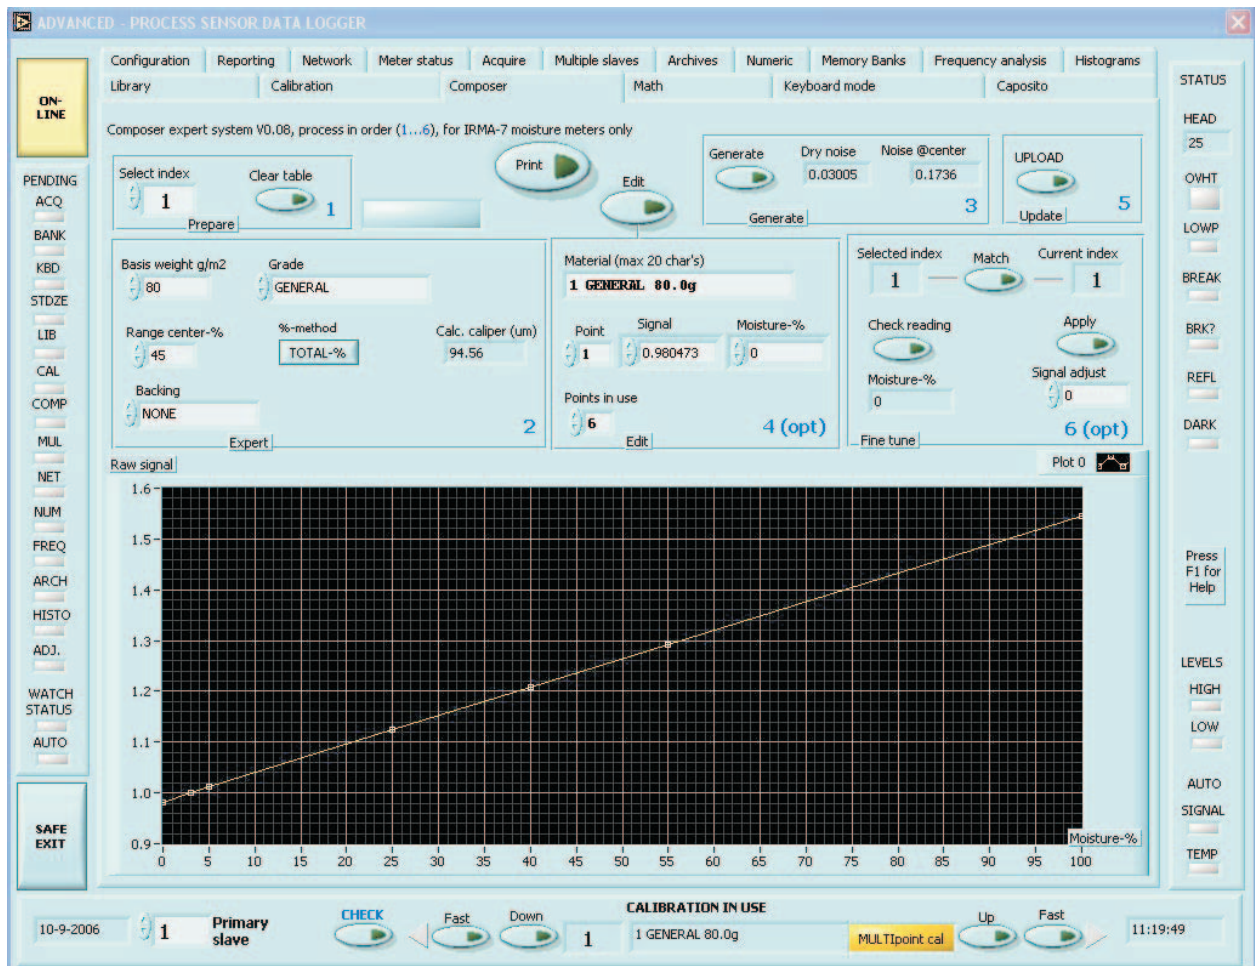 ADVANCED - PROCESS SENSOR DATA LOGGER
ON-
LINE
Configuration Reporting Network Meter status Acquire Multiple slaves Archives Numeric Memory Banks Frequency analysis Histograms
Library Calibration Composer Math Keyboard mode Caposito
Composer expert system V0.08, process in order (1...6), for IRMA-7 moisture meters only
Select index
1
Clear table
1
Prepare
Print
Edit
Generate
Dry noise
0.03005
Noise @center
0.1736
3
Generate
UPLOAD
5
Update
Basis weight g/m2
80
Grade
GENERAL
Range center-%
45
%-method
TOTAL-%
Calc. caliper (um)
94.56
Backing
NONE
2
Expert
Material (max 20 char's)
1 GENERAL 80.0g
Point
1
Signal
0.980473
Moisture-%
0
Points in use
6
4 (opt)
Edit
Selected index
1
Match
Current index
1
Check reading
Apply
Moisture-%
0
Signal adjust
0
6 (opt)
Fine tune
Raw signal
Plot 0
1.6
1.5
1.4
1.3
1.2
1.1
1.0
0.9
0 5 10 15 20 25 30 35 40 45 50 55 60 65 70 75 80 85 90 95 100
Moisture-%
PENDING
ACQ
BANK
KBD
STDZE
LIB
CAL
COMP
MUL
NET
NUM
FREQ
ARCH
HISTO
ADJ.
WATCH
STATUS
AUTO
SAFE
EXIT
STATUS
HEAD
25
OVHT
LOWP
BREAK
BRK?
REFL
DARK
Press
F1 for
Help
LEVELS
HIGH
LOW
AUTO
SIGNAL
TEMP
10-9-2006
1
Primary
slave
CHECK
Fast
Down
1
CALIBRATION IN USE
1 GENERAL 80.0g
MULTIpoint cal
Up
Fast
11:19:49